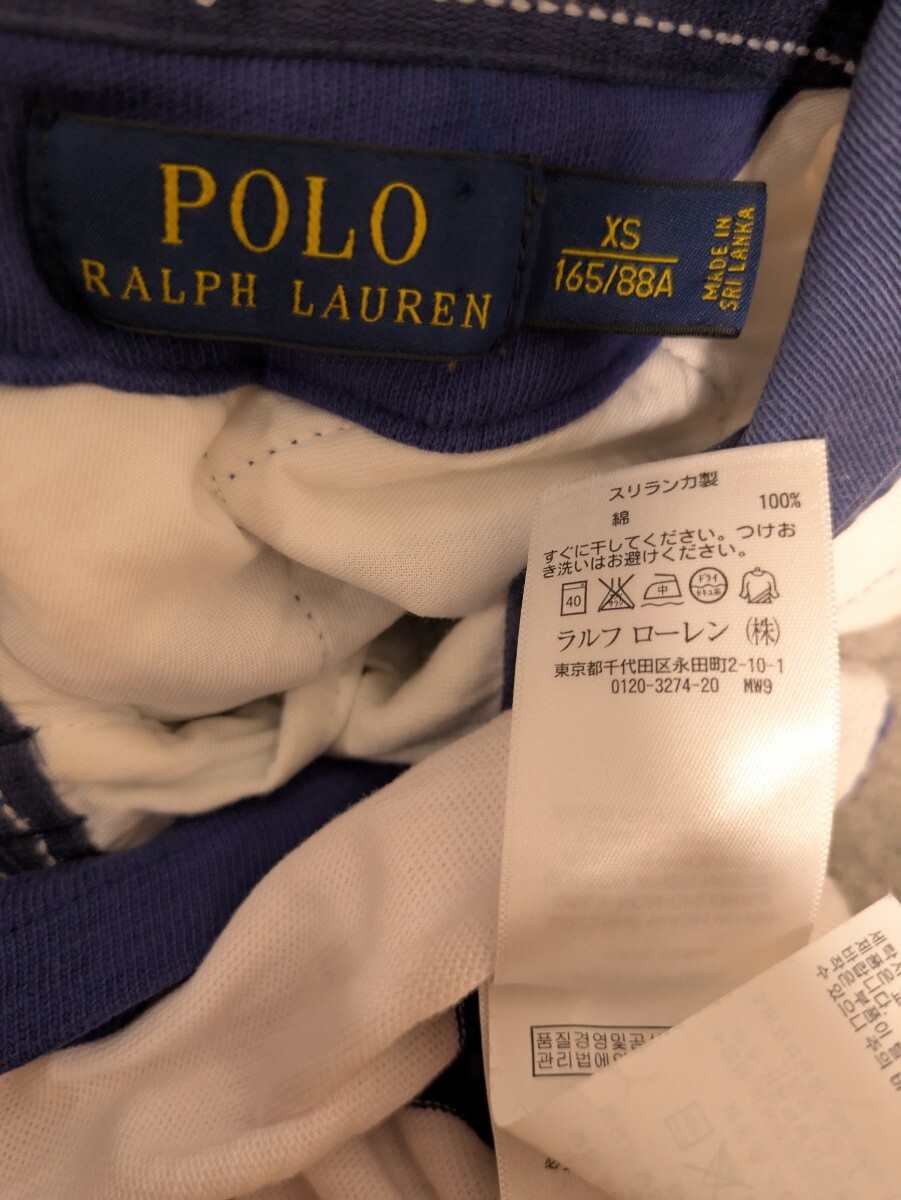 POLO
RALPH LAUREN
XS
165/88A
MADE IN
SRI LANKA
スリランカ製
綿 100%
すぐに干してください。つけお
き洗いはお避けください。
40 中 ドライ
ラルフ ローレン (株)
東京都千代田区永田町2-10-1
0120-3274-20 MW9
품질경영및공
관리법에